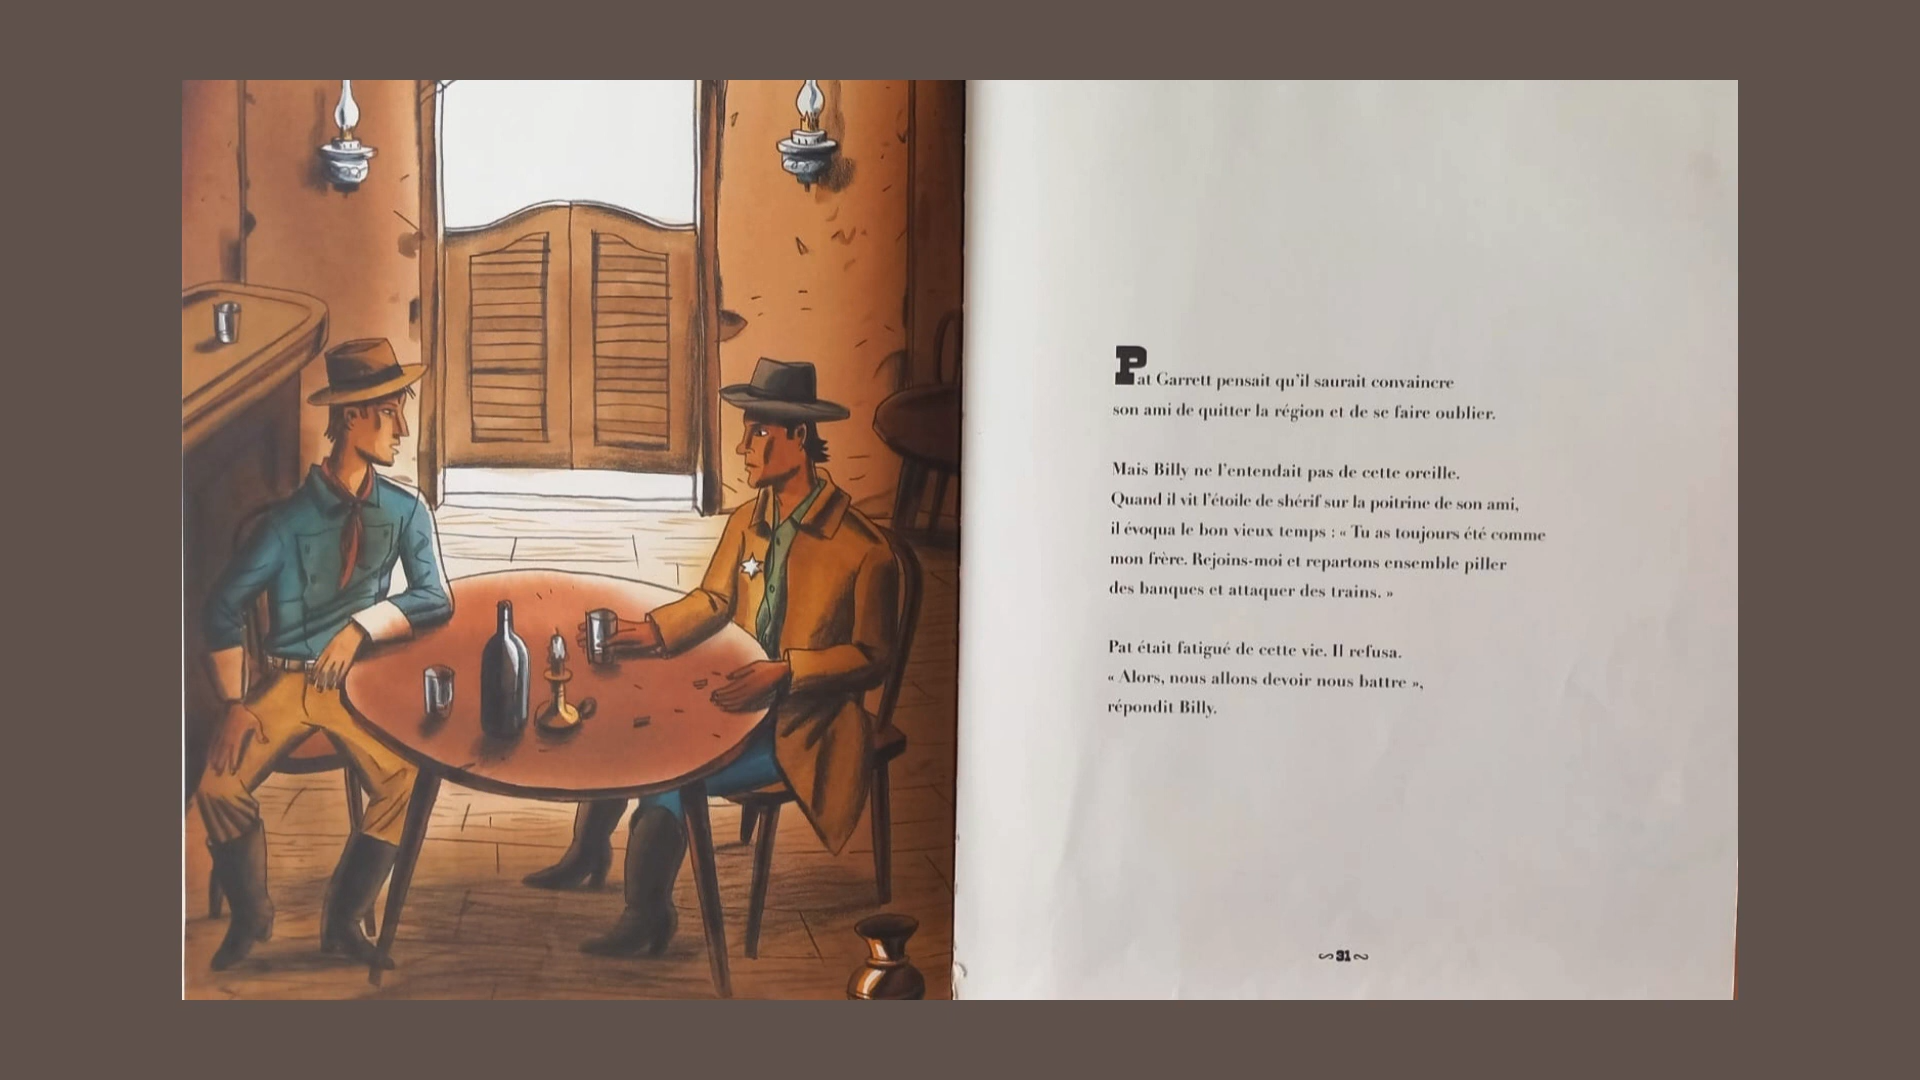 Pat Garrett pensait qu'il saurait convaincre
son ami de quitter la région et de se faire oublier.
Mais Billy ne l'entendait pas de cette oreille.
Quand il vit l'étoile de shérif sur la poitrine de son ami,
il évoqua le bon vieux temps : « Tu as toujours été comme
mon frère. Rejoins-moi et repartons ensemble piller
des banques et attaquer des trains. »
Pat était fatigué de cette vie. Il refusa.
« Alors, nous allons devoir nous battre »,
répondit Billy.
31